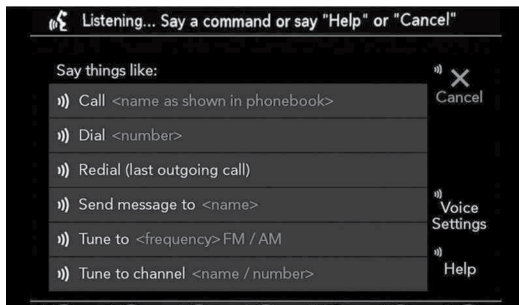 Listening... Say a command or say "Help" or "Cancel"
Say things like:
Call <name as shown in phonebook>
Dial <number>
Redial (last outgoing call)
Send message to <name>
Tune to <frequency> FM / AM
Tune to channel <name / number>
Cancel
Voice
Settings
Help